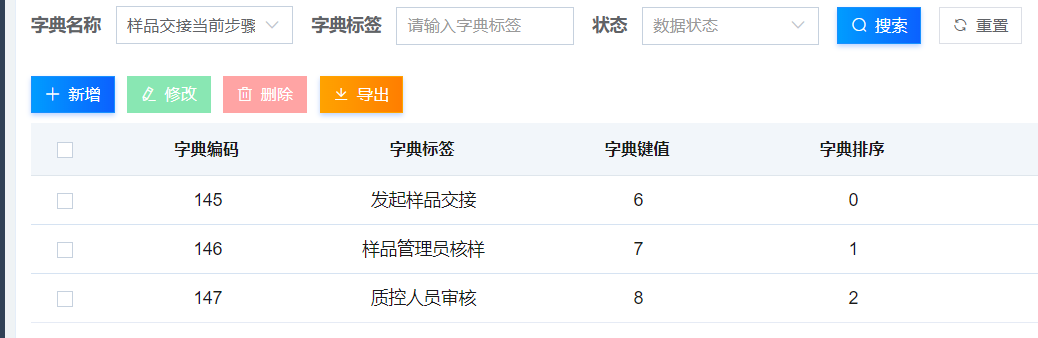 字典名称 样品交接当前步骤 字典标签 请输入字典标签 状态 数据状态 搜索 重置
新增 修改 删除 导出
字典编码 字典标签 字典键值 字典排序
145 发起样品交接 6 0
146 样品管理员核样 7 1
147 质控人员审核 8 2